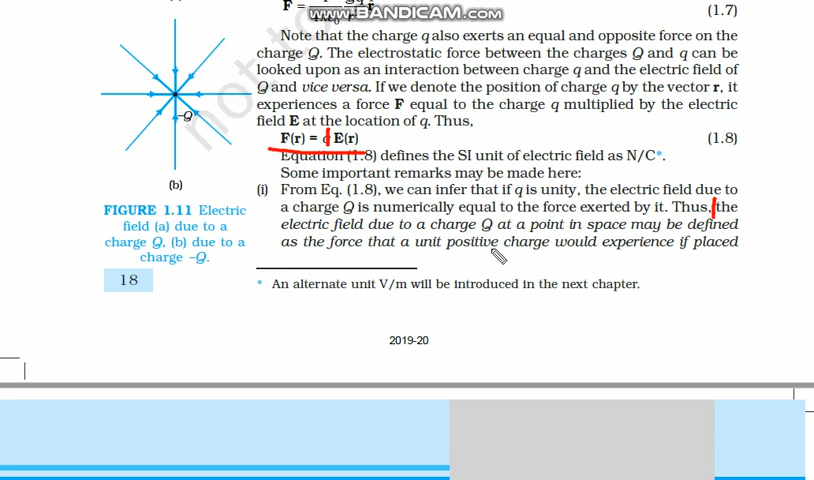 www.BANDICAM.com
(1.7)
Note that the charge q also exerts an equal and opposite force on the
charge Q. The electrostatic force between the charges Q and q can be
looked upon as an interaction between charge q and the electric field of
Q and vice versa. If we denote the position of charge q by the vector r, it
experiences a force F equal to the charge q multiplied by the electric
field E at the location of q. Thus,
F(r) = q E(r) (1.8)
Equation (1.8) defines the SI unit of electric field as N/C*.
Some important remarks may be made here:
(i) From Eq. (1.8), we can infer that if q is unity, the electric field due to
a charge Q is numerically equal to the force exerted by it. Thus, the
electric field due to a charge Q at a point in space may be defined
as the force that a unit positive charge would experience if placed
–Q
(b)
FIGURE 1.11 Electric
field (a) due to a
charge Q, (b) due to a
charge –Q.
18
* An alternate unit V/m will be introduced in the next chapter.
2019-20
not to